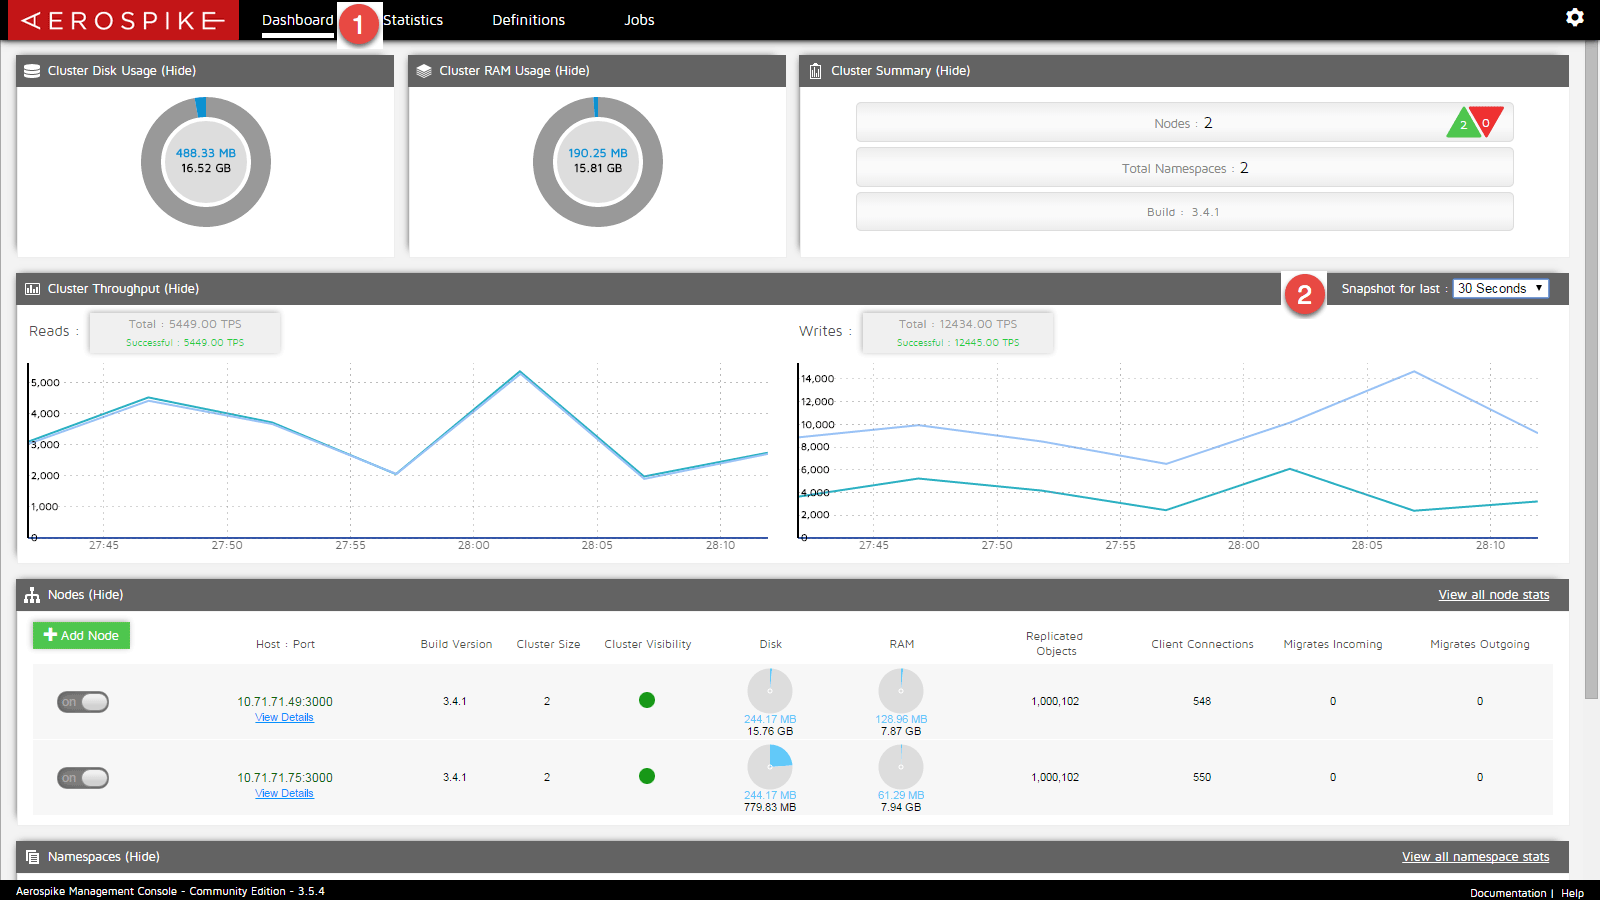 AEROSPIKE
Dashboard
1
Statistics
Definitions
Jobs
Cluster Disk Usage (Hide)
488.33 MB
16.52 GB
Cluster RAM Usage (Hide)
190.25 MB
15.81 GB
Cluster Summary (Hide)
Nodes : 2
2
0
Total Namespaces : 2
Build : 3.4.1
Cluster Throughput (Hide)
2
Snapshot for last : 30 Seconds
Reads :
Total : 5449.00 TPS
Successful : 5449.00 TPS
5,000
4,000
3,000
2,000
1,000
0
27:45 27:50 27:55 28:00 28:05 28:10
Writes :
Total : 12434.00 TPS
Successful : 12445.00 TPS
14,000
12,000
10,000
8,000
6,000
4,000
2,000
0
27:45 27:50 27:55 28:00 28:05 28:10
Nodes (Hide)
View all node stats
Add Node
Host : Port
Build Version
Cluster Size
Cluster Visibility
Disk
RAM
Replicated
Objects
Client Connections
Migrates Incoming
Migrates Outgoing
on
10.71.71.49:3000
View Details
3.4.1
2
244.17 MB
15.76 GB
128.96 MB
7.87 GB
1,000,102
548
0
0
on
10.71.71.75:3000
View Details
3.4.1
2
244.17 MB
779.83 MB
61.29 MB
7.94 GB
1,000,102
550
0
0
Namespaces (Hide)
View all namespace stats
Aerospike Management Console - Community Edition - 3.5.4
Documentation | Help